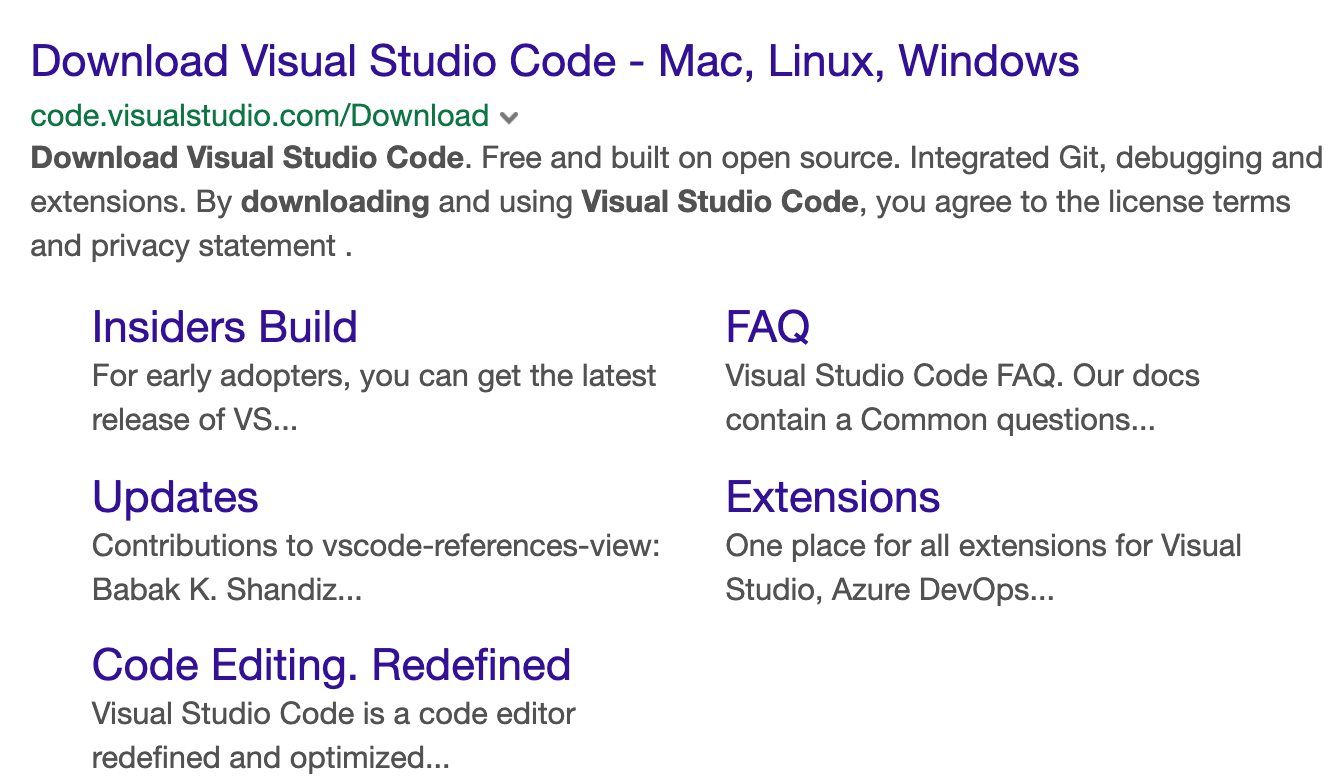 Download Visual Studio Code - Mac, Linux, Windows
code.visualstudio.com/Download
Download Visual Studio Code. Free and built on open source. Integrated Git, debugging and
extensions. By downloading and using Visual Studio Code, you agree to the license terms
and privacy statement .
Insiders Build
For early adopters, you can get the latest
release of VS...
FAQ
Visual Studio Code FAQ. Our docs
contain a Common questions...
Updates
Contributions to vscode-references-view:
Babak K. Shandiz...
Extensions
One place for all extensions for Visual
Studio, Azure DevOps...
Code Editing. Redefined
Visual Studio Code is a code editor
redefined and optimized...